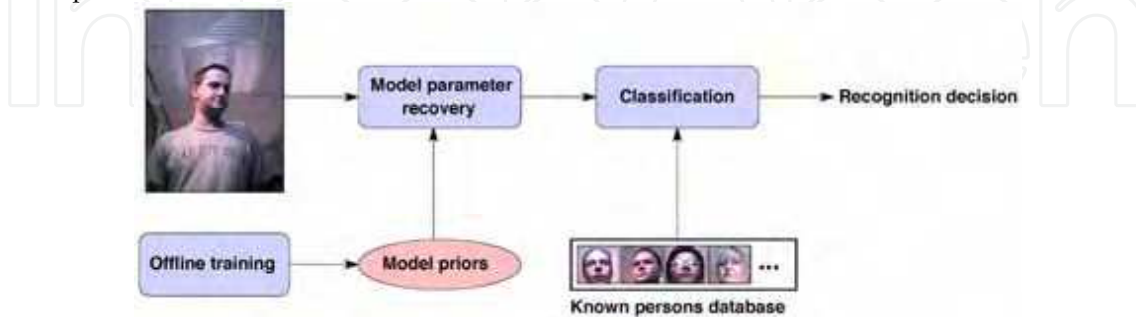 Model parameter
recovery
Classification
Recognition decision
Offline training
Model priors
...
Known persons database